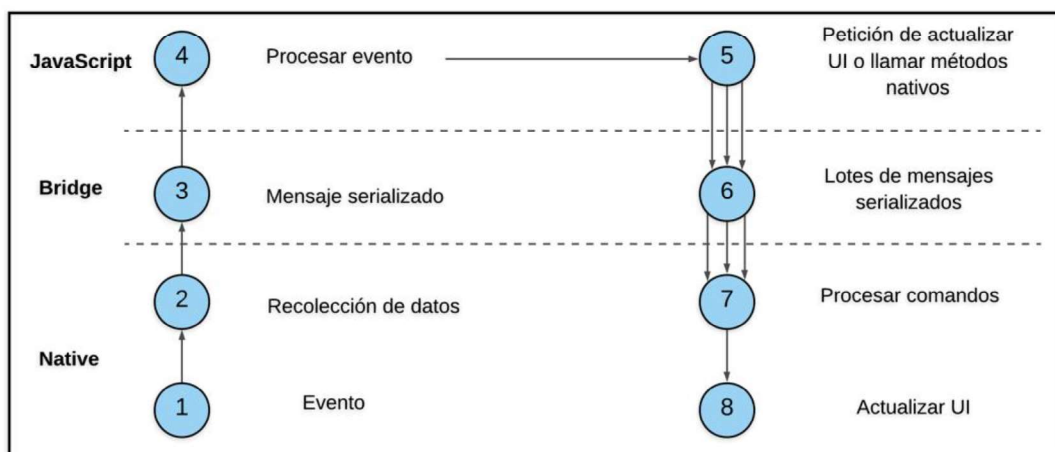 JavaScript
4
Procesar evento
5
Petición de actualizar
UI o llamar métodos
nativos
Bridge
3
Mensaje serializado
6
Lotes de mensajes
serializados
2
Recolección de datos
7
Procesar comandos
Native
1
Evento
8
Actualizar UI